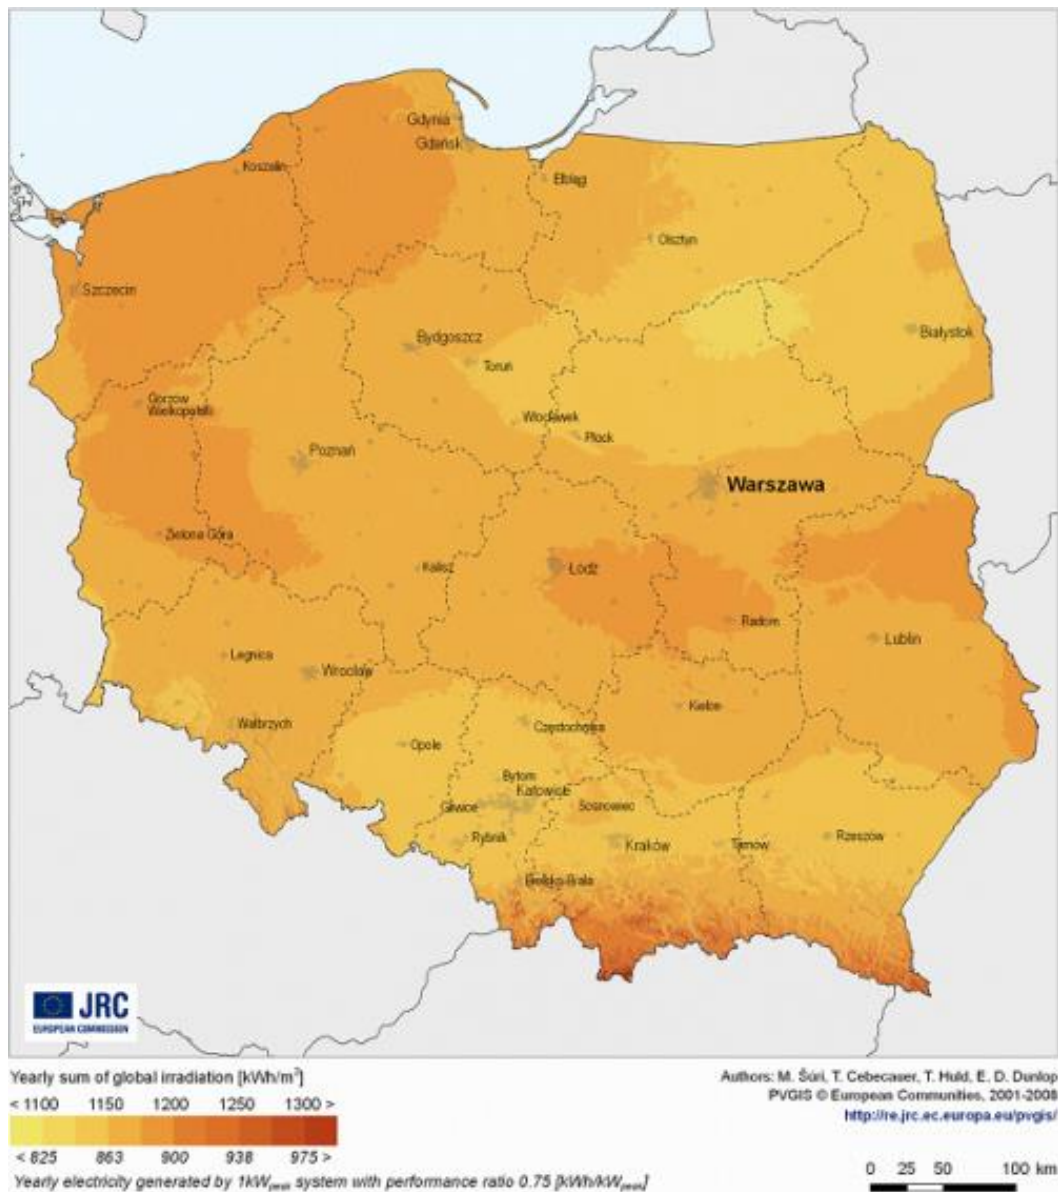 Gdynia
Gdańsk
Koszalin
Elbląg
Olsztyn
Szczecin
Białystok
Bydgoszcz
Toruń
Gorzów
Wielkopolski
Włocławek
Płock
Poznań
Warszawa
Zielona Góra
Kalisz
Łódź
Radom
Lublin
Legnica
Wrocław
Kielce
Wałbrzych
Częstochowa
Opole
Bytom
Katowice
Gliwice
Sosnowiec
Rybnik
Kraków
Tarnów
Rzeszów
Bielsko-Biała
JRC
EUROPEAN COMMISSION
Yearly sum of global irradiation [kWh/m²]
< 1100 1150 1200 1250 1300 >
< 825 863 900 938 975 >
Yearly electricity generated by 1kWpeak system with performance ratio 0.75 [kWh/kWpeak]
Authors: M. Šúri, T. Cebecauer, T. Huld, E. D. Dunlop
PVGIS © European Communities, 2001-2008
http://re.jrc.ec.europa.eu/pvgis/
0 25 50 100 km